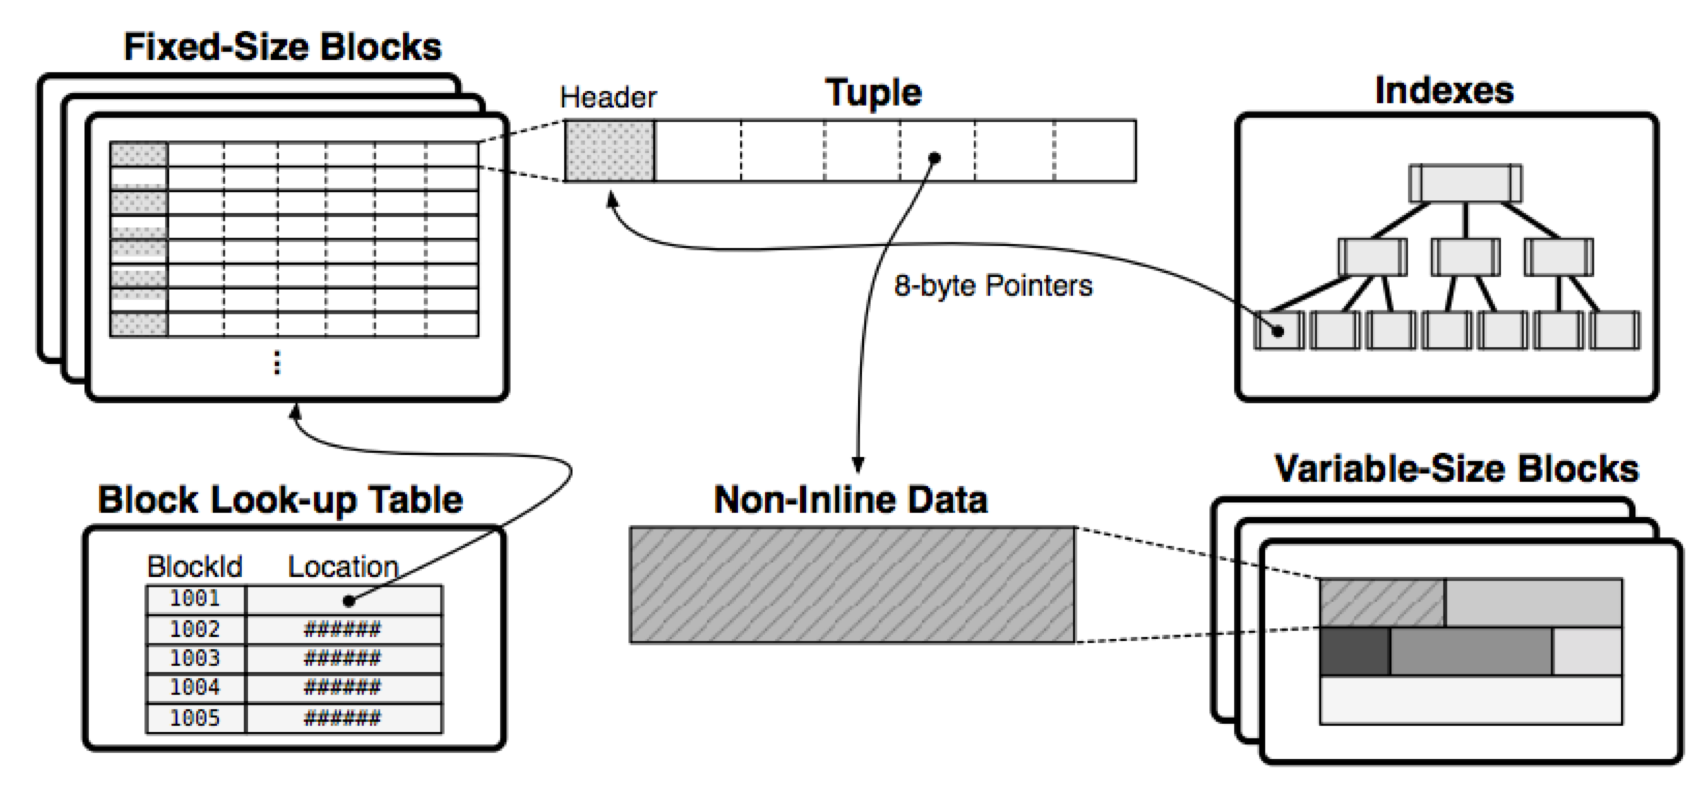 Fixed-Size Blocks
Header
Tuple
Indexes
8-byte Pointers
Block Look-up Table
BlockId Location
1001
1002 ######
1003 ######
1004 ######
1005 ######
Non-Inline Data
Variable-Size Blocks